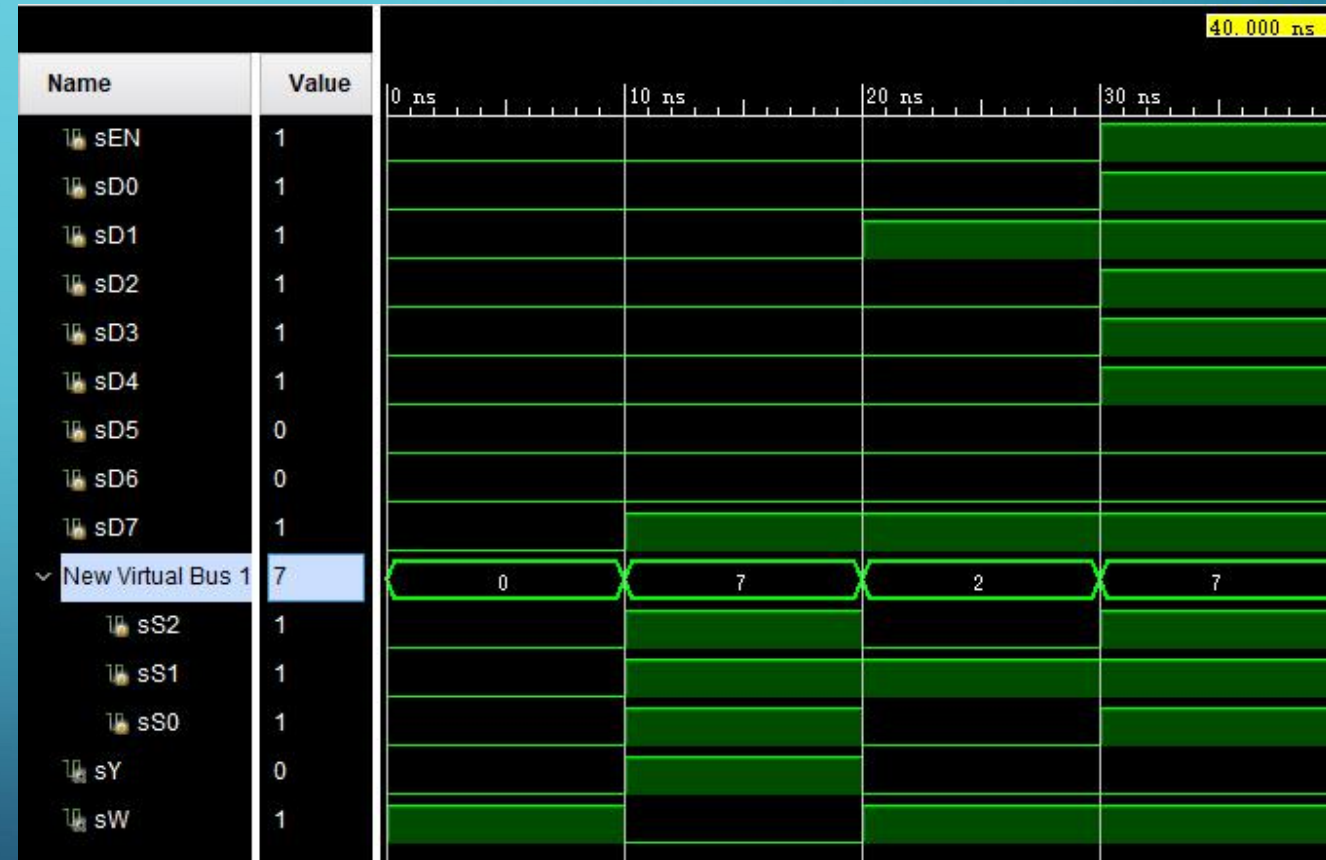 40.000 ns
Name Value
0 ns 10 ns 20 ns 30 ns
sEN 1
sD0 1
sD1 1
sD2 1
sD3 1
sD4 1
sD5 0
sD6 0
sD7 1
New Virtual Bus 1 7 0 7 2 7
sS2 1
sS1 1
sS0 1
sY 0
sW 1